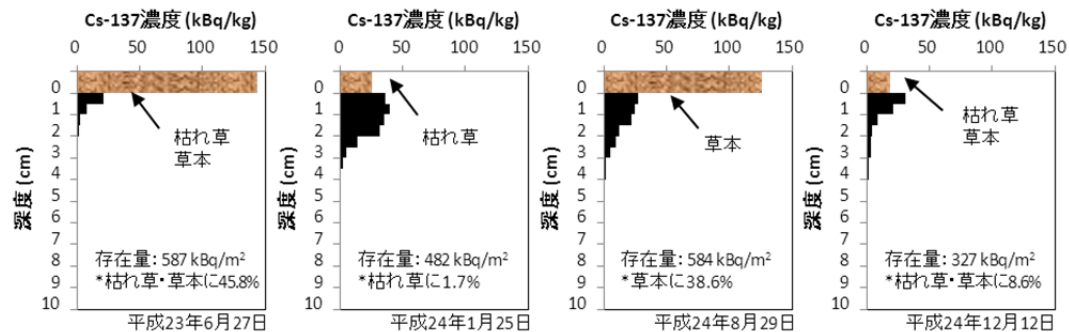 Cs-137濃度 (kBq/kg)
0 50 100 150
0
1
2
3
4
5
6
7
8
9
10
深度 (cm)
枯れ草
草本
存在量: 587 kBq/m²
*枯れ草・草本に45.8%
平成23年6月27日
Cs-137濃度 (kBq/kg)
0 50 100 150
0
1
2
3
4
5
6
7
8
9
10
深度 (cm)
枯れ草
存在量: 482 kBq/m²
*枯れ草に1.7%
平成24年1月25日
Cs-137濃度 (kBq/kg)
0 50 100 150
0
1
2
3
4
5
6
7
8
9
10
深度 (cm)
草本
存在量: 584 kBq/m²
*草本に38.6%
平成24年8月29日
Cs-137濃度 (kBq/kg)
0 50 100 150
0
1
2
3
4
5
6
7
8
9
10
深度 (cm)
枯れ草
草本
存在量: 327 kBq/m²
*枯れ草・草本に8.6%
平成24年12月12日